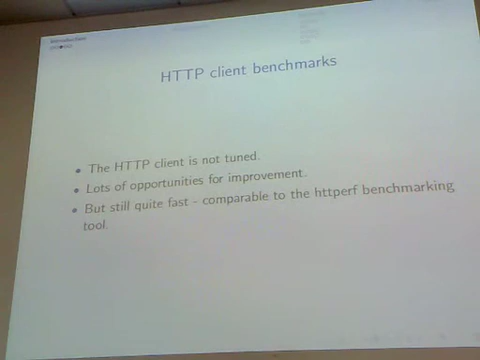 Introduction
HTTP client benchmarks
The HTTP client is not tuned.
Lots of opportunities for improvement.
But still quite fast - comparable to the httperf benchmarking
tool.